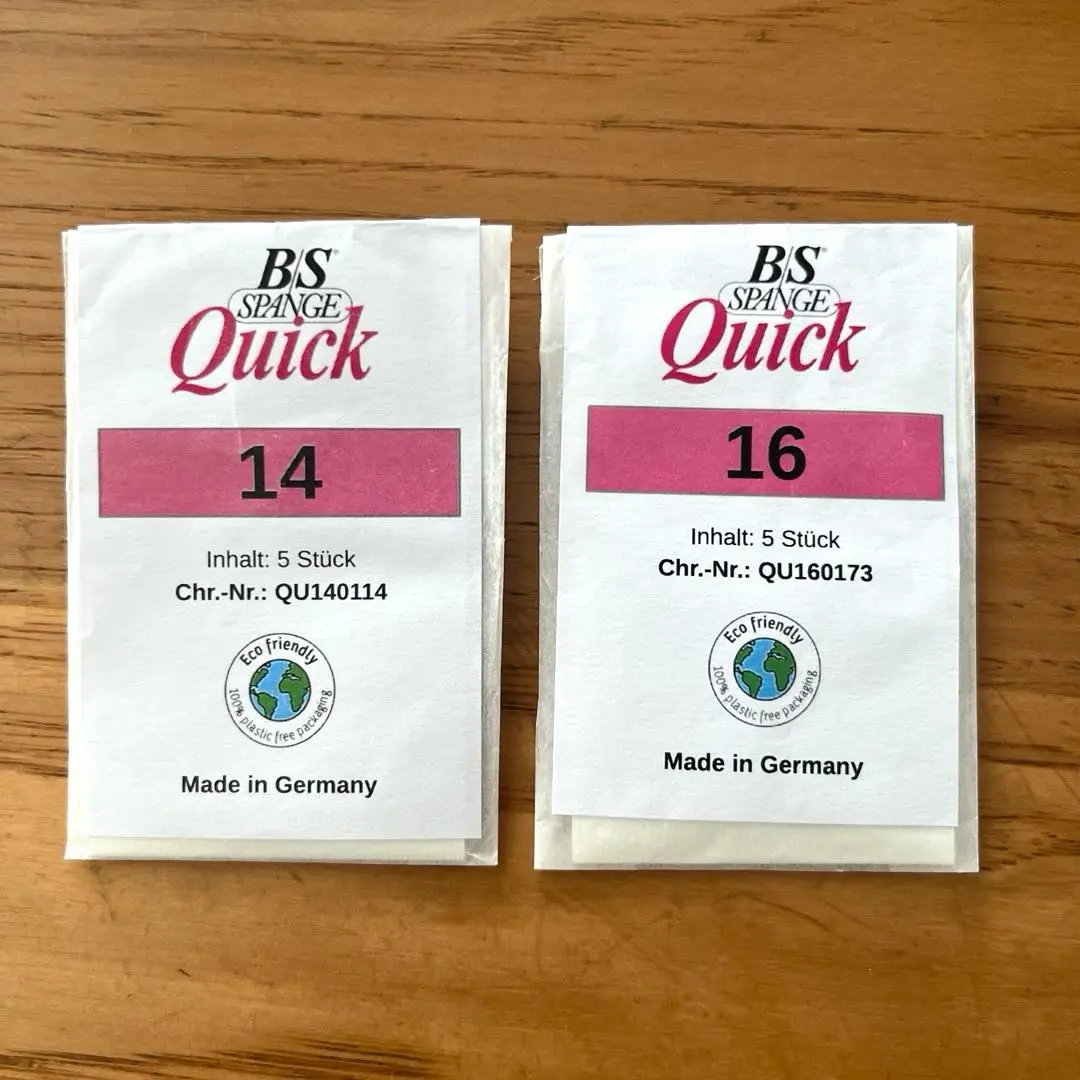 B/S®
SPANGE
Quick
14
Inhalt: 5 Stück
Chr.-Nr.: QU140114
Eco friendly
100% plastic free packaging
Made in Germany
B/S®
SPANGE
Quick
16
Inhalt: 5 Stück
Chr.-Nr.: QU160173
Eco friendly
100% plastic free packaging
Made in Germany